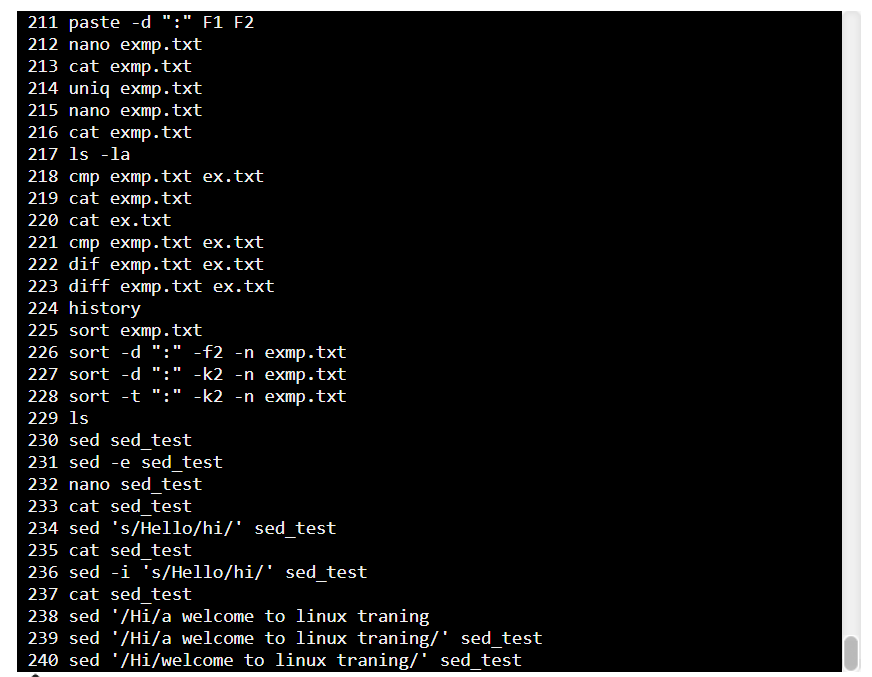 211 paste -d ":" F1 F2
212 nano exmp.txt
213 cat exmp.txt
214 uniq exmp.txt
215 nano exmp.txt
216 cat exmp.txt
217 ls -la
218 cmp exmp.txt ex.txt
219 cat exmp.txt
220 cat ex.txt
221 cmp exmp.txt ex.txt
222 dif exmp.txt ex.txt
223 diff exmp.txt ex.txt
224 history
225 sort exmp.txt
226 sort -d ":" -f2 -n exmp.txt
227 sort -d ":" -k2 -n exmp.txt
228 sort -t ":" -k2 -n exmp.txt
229 ls
230 sed sed_test
231 sed -e sed_test
232 nano sed_test
233 cat sed_test
234 sed 's/Hello/hi/' sed_test
235 cat sed_test
236 sed -i 's/Hello/hi/' sed_test
237 cat sed_test
238 sed '/Hi/a welcome to linux traning
239 sed '/Hi/a welcome to linux traning/' sed_test
240 sed '/Hi/welcome to linux traning/' sed_test